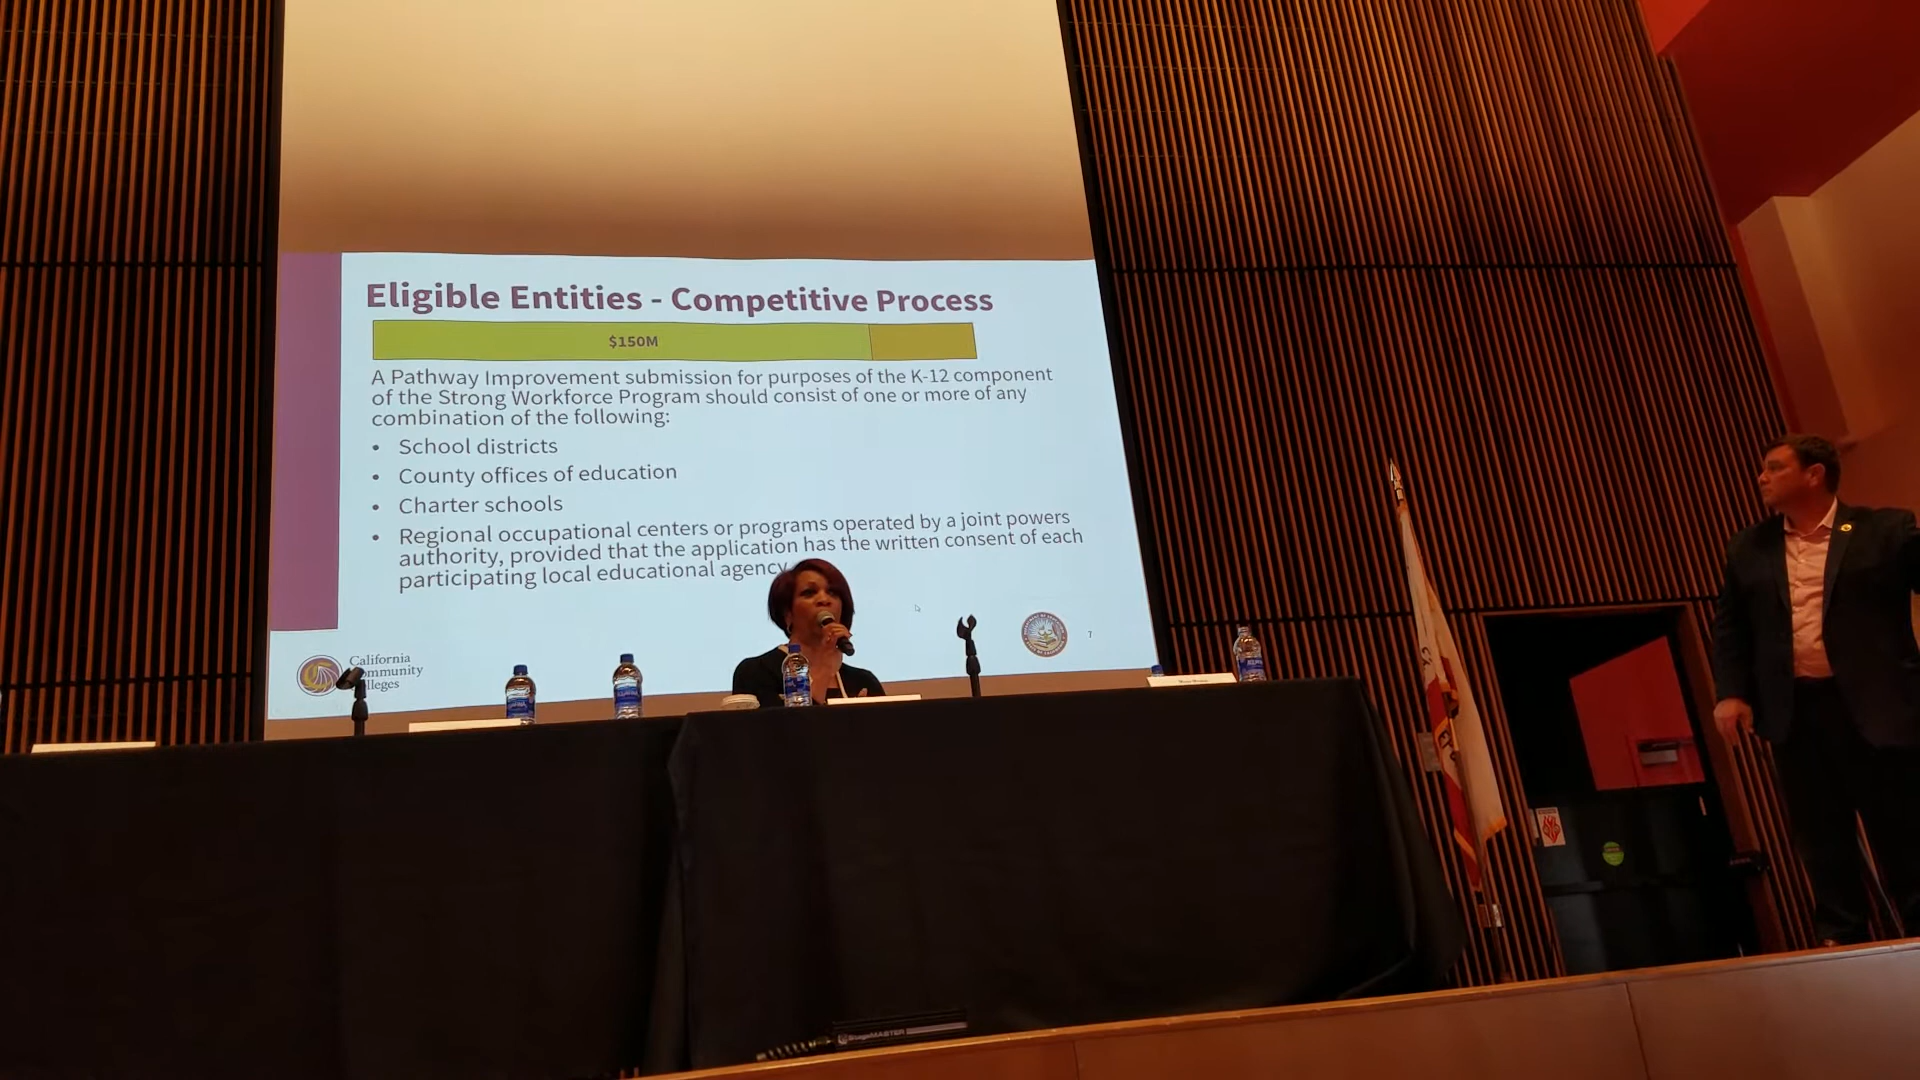 Eligible Entities - Competitive Process
$150M
A Pathway Improvement submission for purposes of the K-12 component
of the Strong Workforce Program should consist of one or more of any
combination of the following:
• School districts
• County offices of education
• Charter schools
• Regional occupational centers or programs operated by a joint powers
authority, provided that the application has the written consent of each
participating local educational agency
7
California
Community
lleges
StageMASTER